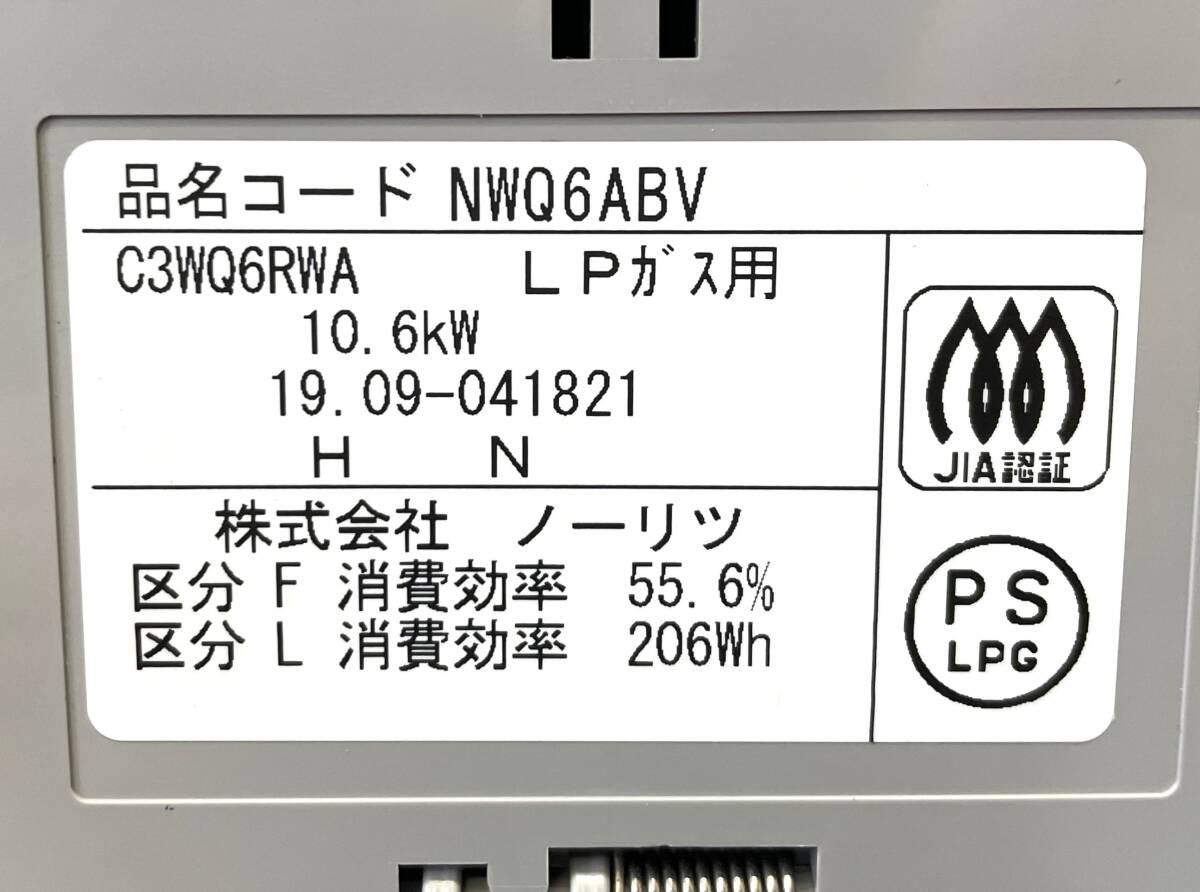 品名コード NWQ6ABV
C3WQ6RWA LPガス用
10.6kW
19.09-041821
H N
株式会社 ノーリツ
区分 F 消費効率 55.6%
区分 L 消費効率 206Wh
JIA認証
PS
LPG